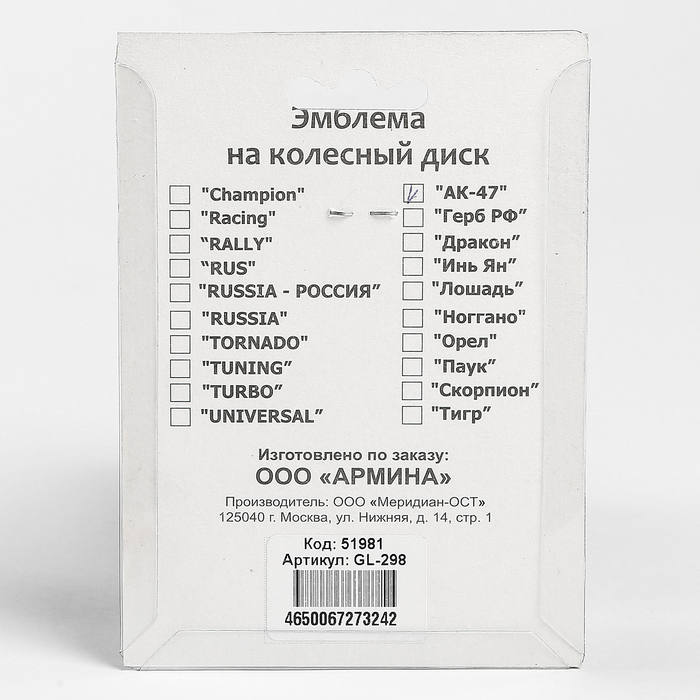 Эмблема
на колесный диск
"Champion"
"Racing"
"RALLY"
"RUS"
"RUSSIA - РОССИЯ"
"RUSSIA"
"TORNADO"
"TUNING"
"TURBO"
"UNIVERSAL"
"АК-47"
"Герб РФ"
"Дракон"
"Инь Ян"
"Лошадь"
"Ноггано"
"Орел"
"Паук"
"Скорпион"
"Тигр"
Изготовлено по заказу:
ООО «АРМИНА»
Производитель: ООО «Меридиан-ОСТ»
125040 г. Москва, ул. Нижняя, д. 14, стр. 1
Код: 51981
Артикул: GL-298
4650067273242